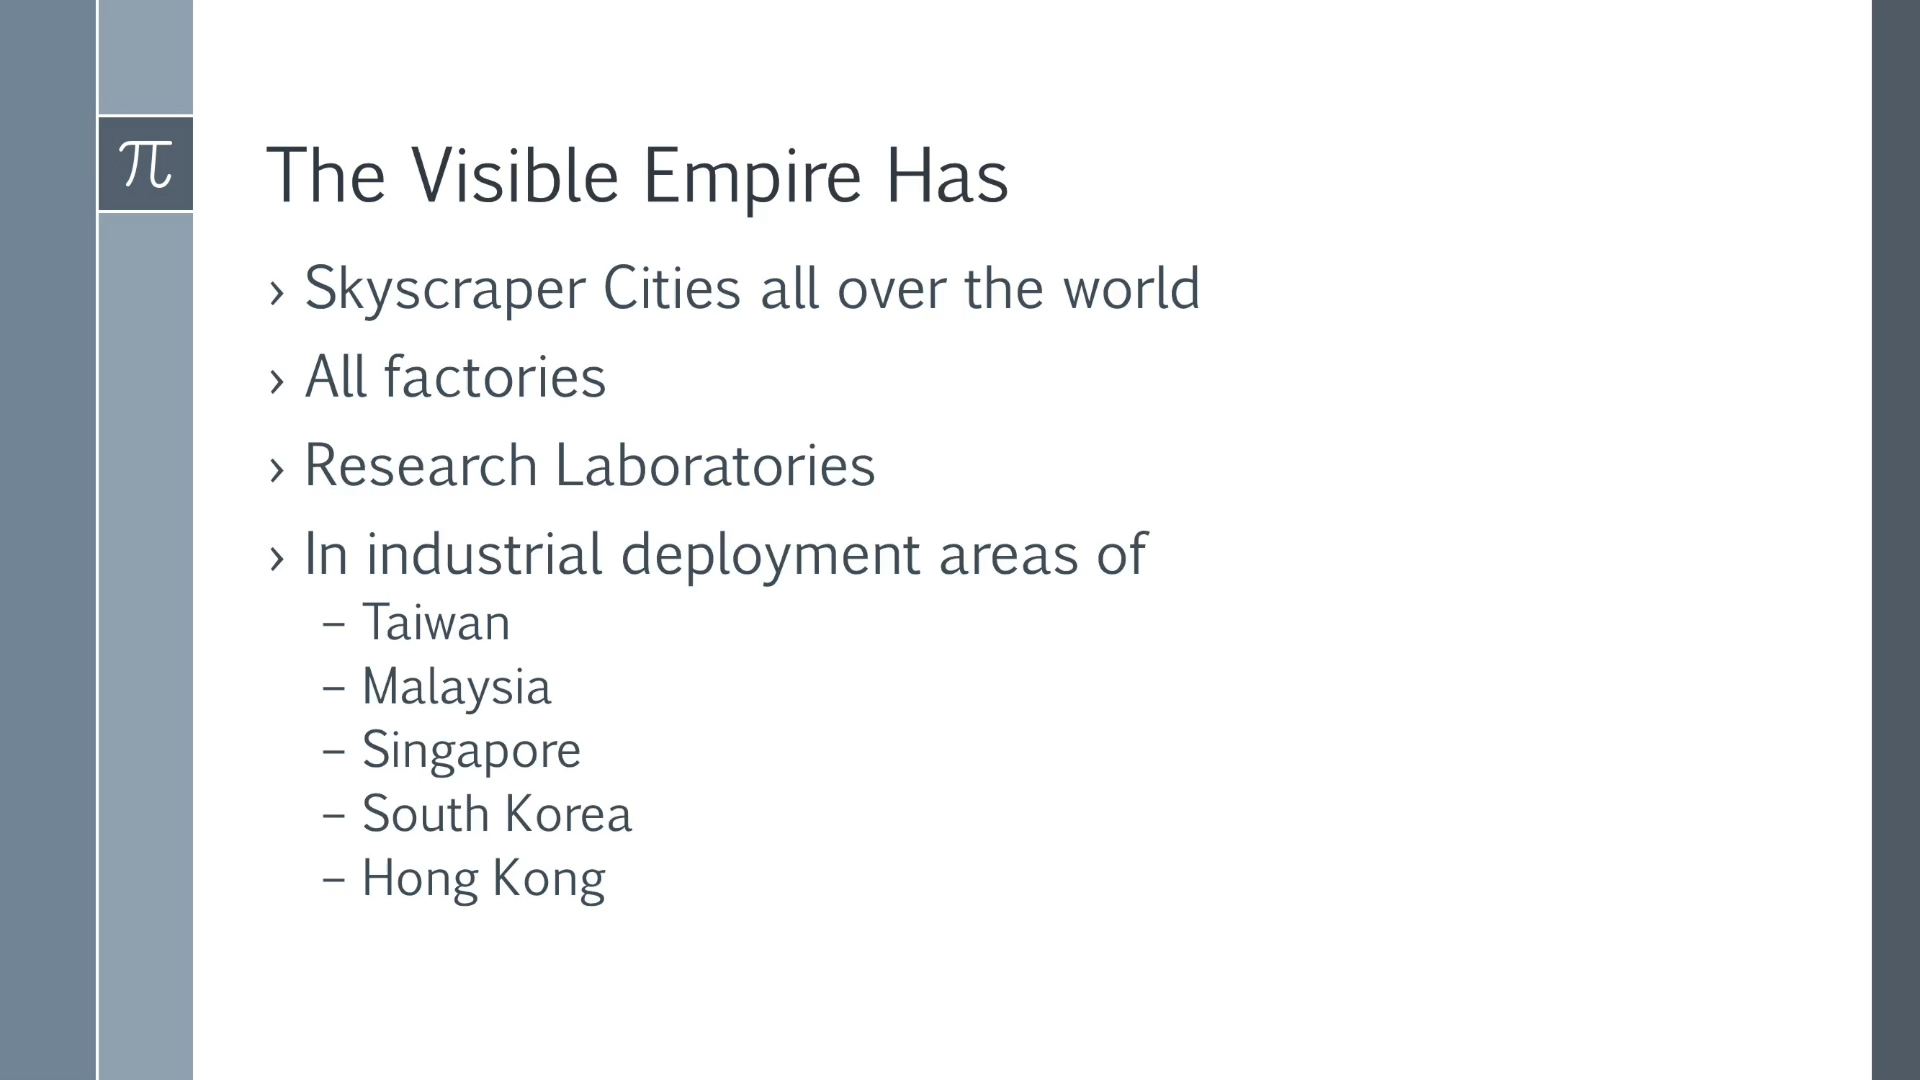 π
The Visible Empire Has
› Skyscraper Cities all over the world
› All factories
› Research Laboratories
› In industrial deployment areas of
– Taiwan
– Malaysia
– Singapore
– South Korea
– Hong Kong